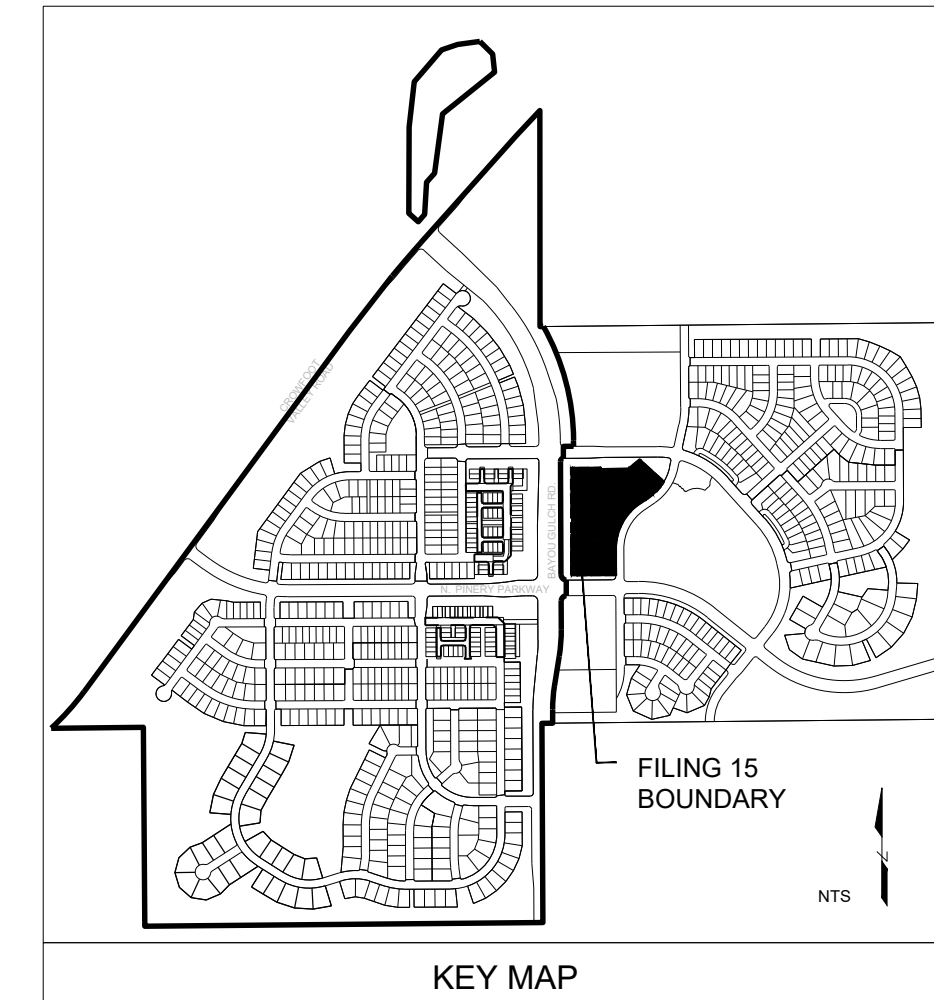 CROWFOOT
VALLEY ROAD
BAYOU GULCH RD.
N. PINERY PARKWAY
FILING 15
BOUNDARY
NTS
KEY MAP